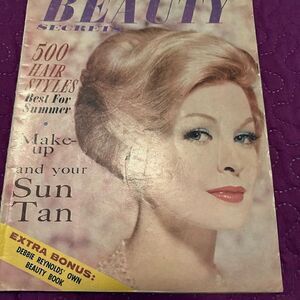 BEAUTY
SECRETS
500
HAIR
STYLES
Best For
Summer
Make-
up
and your
Sun
Tan
EXTRA BONUS:
DEBBIE REYNOLDS' OWN
BEAUTY BOOK